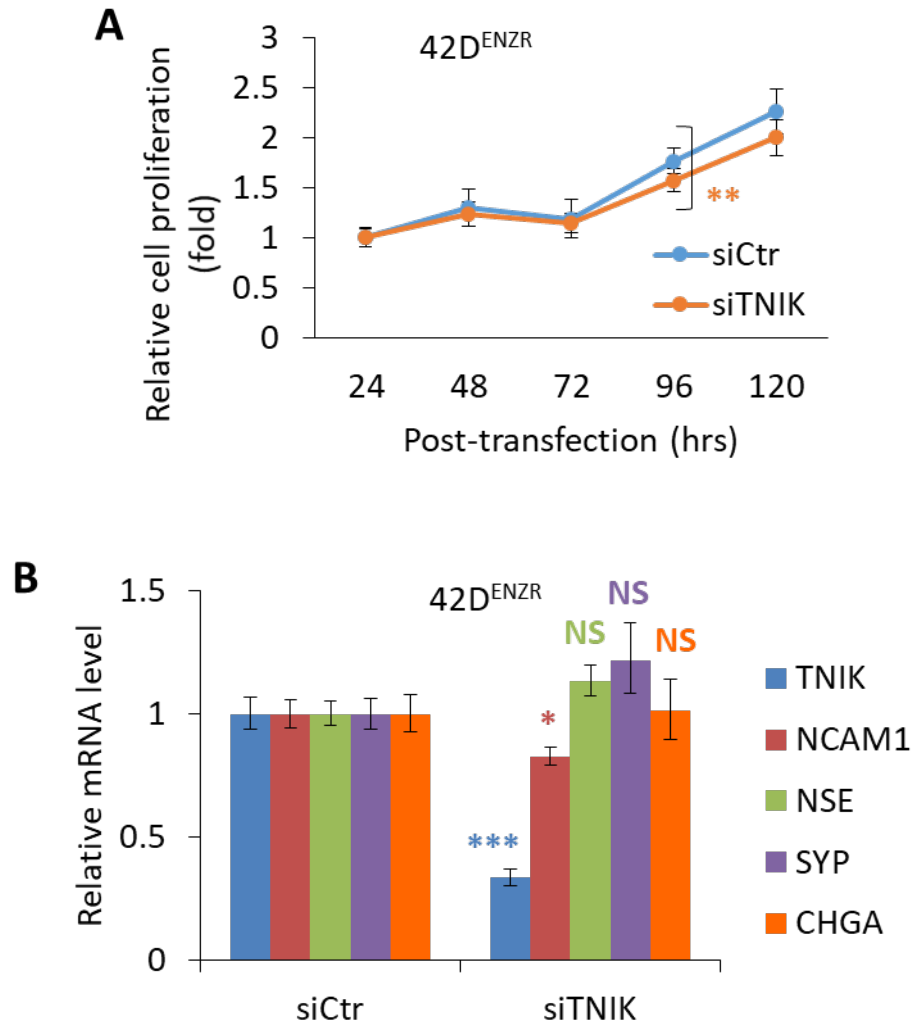 A
42D^ENZR
Relative cell proliferation
(fold)
3
2.5
2
1.5
1
0.5
0
**
siCtr
siTNIK
24 48 72 96 120
Post-transfection (hrs)
B
42D^ENZR
Relative mRNA level
1.5
1
0.5
0
***
*
NS
NS
NS
TNIK
NCAM1
NSE
SYP
CHGA
siCtr siTNIK